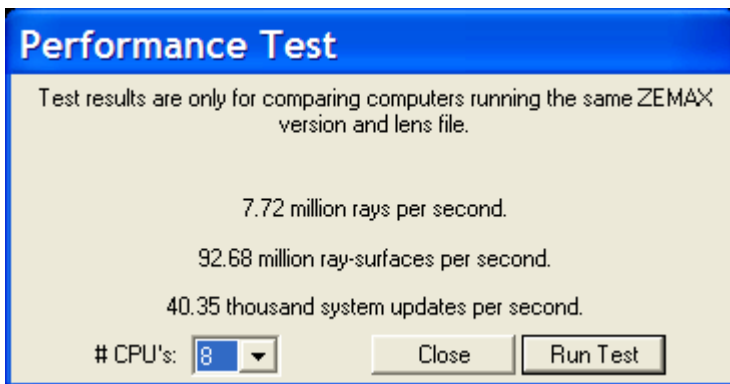 Performance Test
Test results are only for comparing computers running the same ZEMAX
version and lens file.
7.72 million rays per second.
92.68 million ray-surfaces per second.
40.35 thousand system updates per second.
# CPU's: 8 Close Run Test